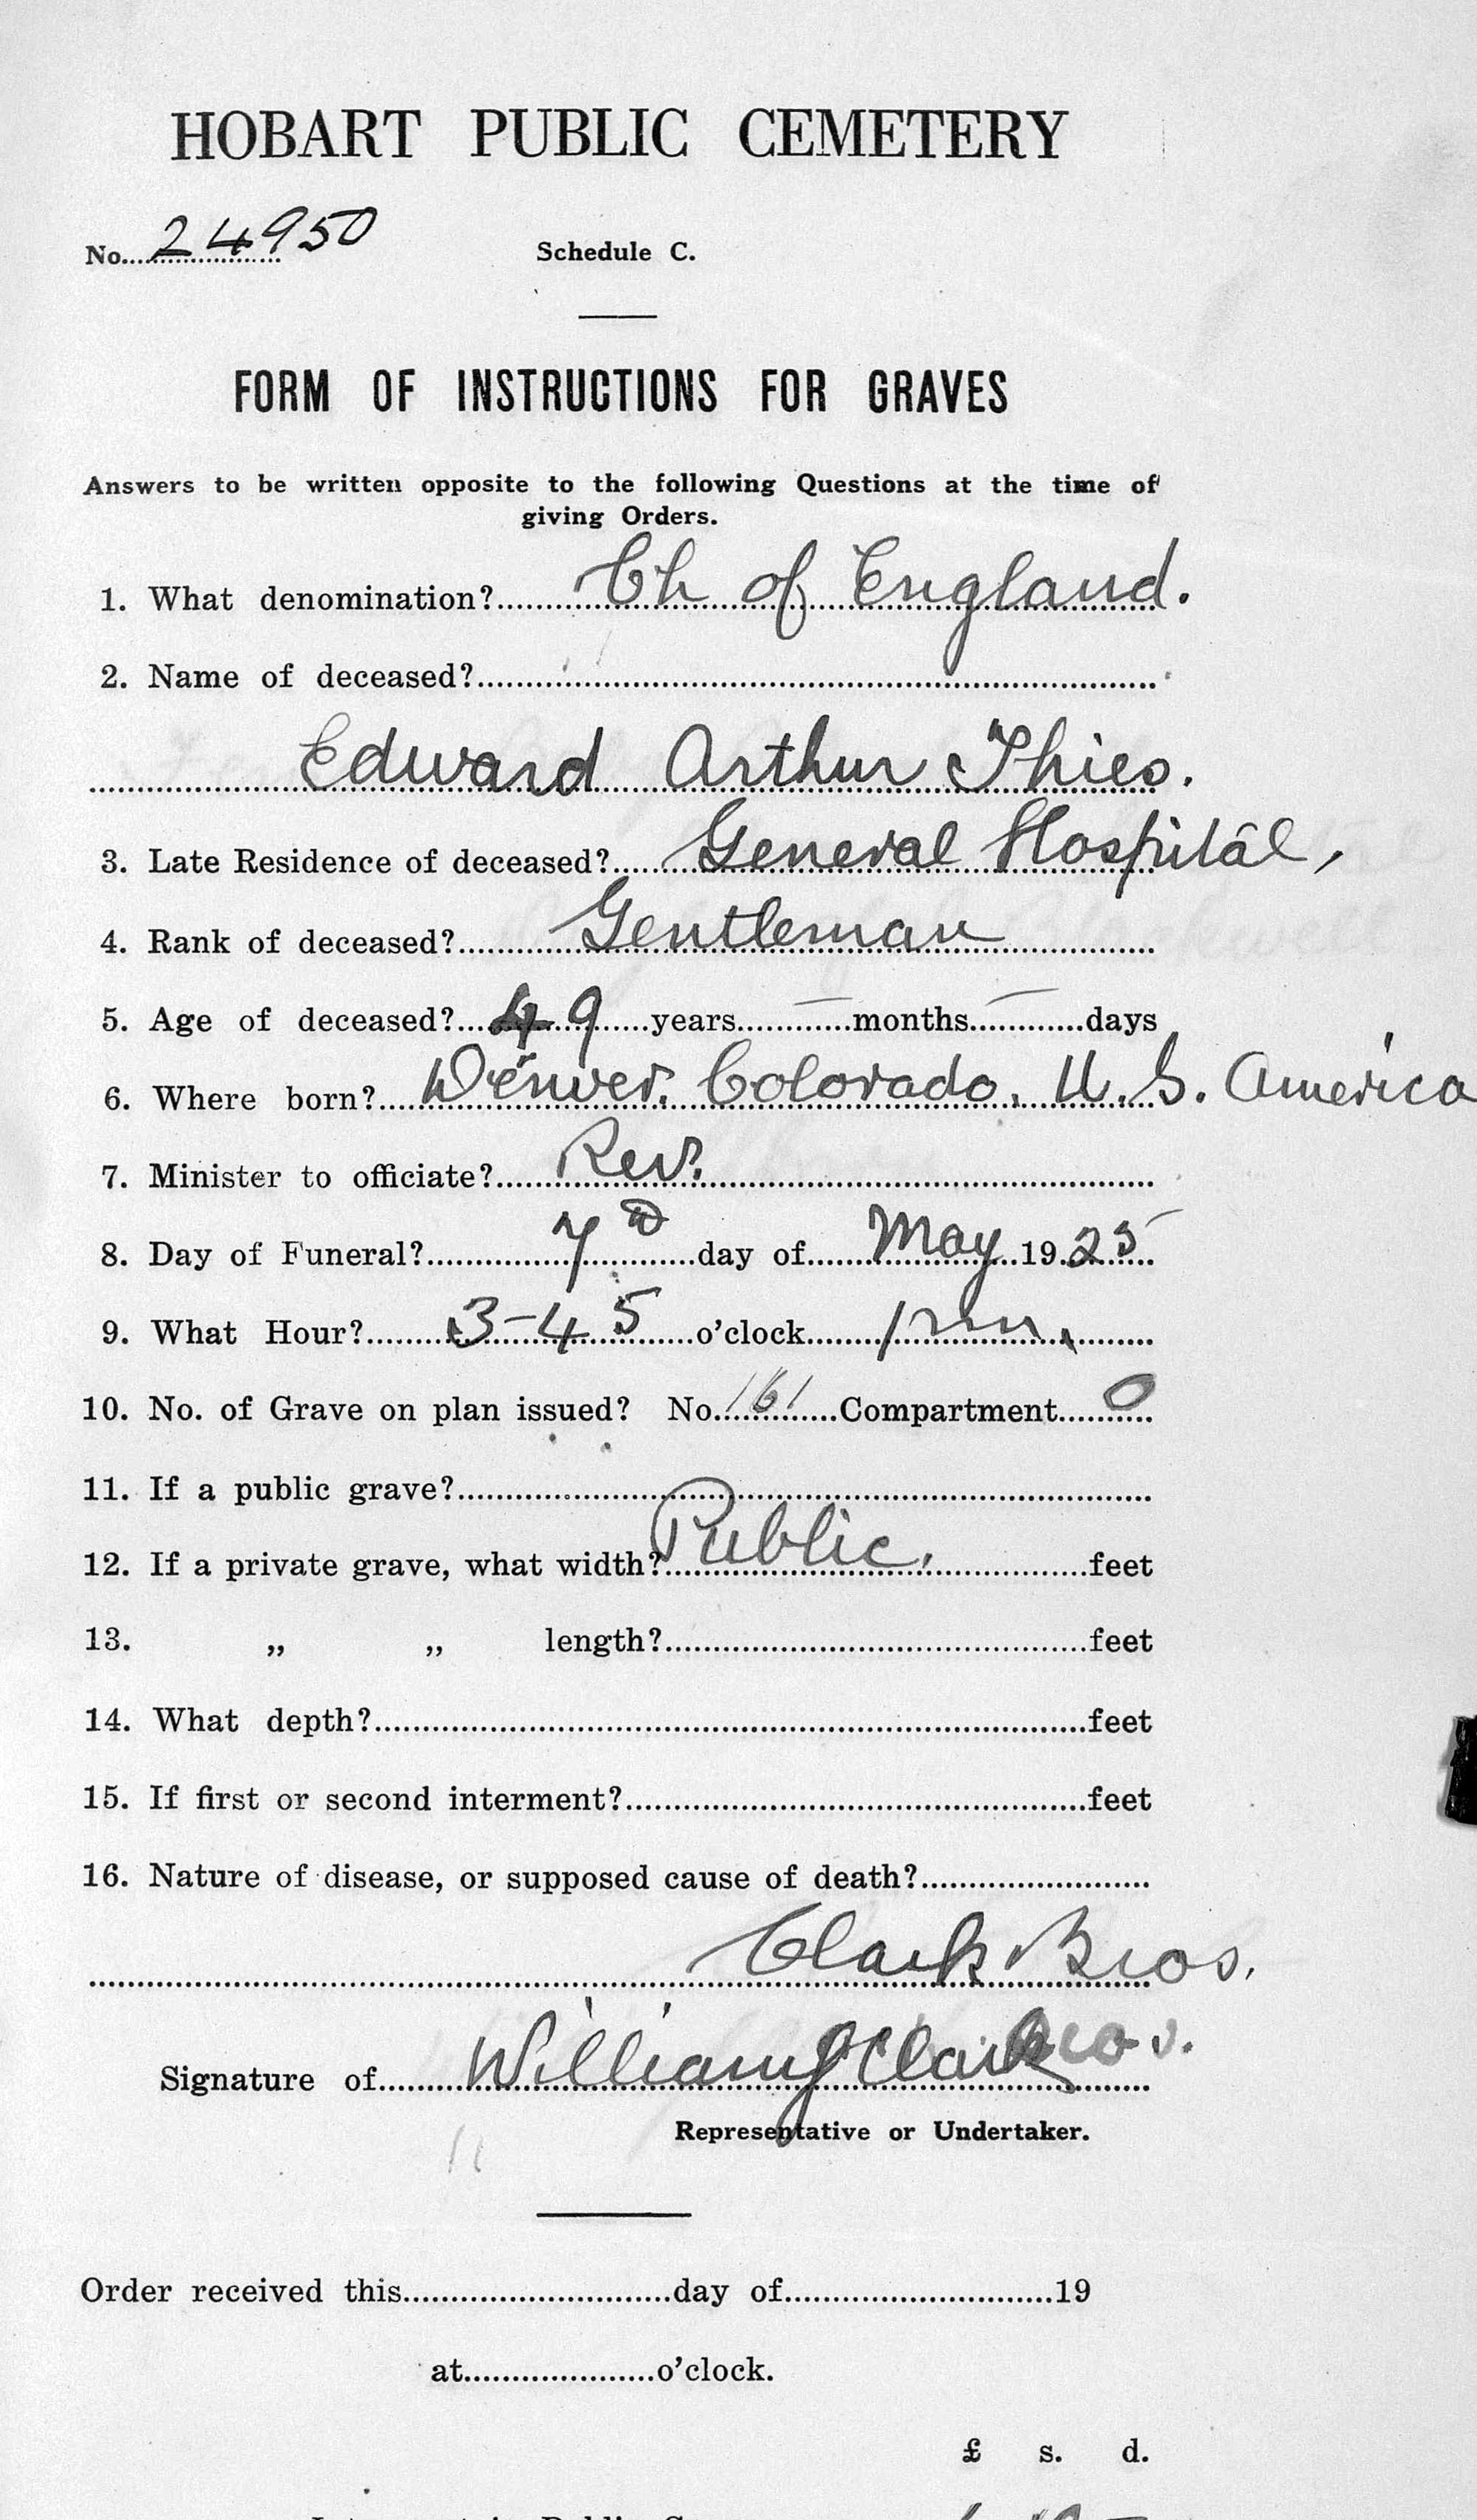 HOBART PUBLIC CEMETERY
No. 24950 Schedule C.
FORM OF INSTRUCTIONS FOR GRAVES
Answers to be written opposite to the following Questions at the time of
giving Orders.
1. What denomination? Ch of England.
2. Name of deceased?
Edward Arthur Thies.
3. Late Residence of deceased? General Hospital,
4. Rank of deceased? Gentleman
5. Age of deceased? 49 years — months — days
6. Where born? Denver. Colorado. U.S. America
7. Minister to officiate? Rev.
8. Day of Funeral? 7th day of May 1925
9. What Hour? 3-45 o'clock pm.
10. No. of Grave on plan issued? No. 161 Compartment O
11. If a public grave?
12. If a private grave, what width? Public. feet
13. „ „ length? feet
14. What depth? feet
15. If first or second interment? feet
16. Nature of disease, or supposed cause of death?
Clark Bros.
Signature of William J Clark
Representative or Undertaker.
Order received this day of 19
at o'clock.
£ s. d.